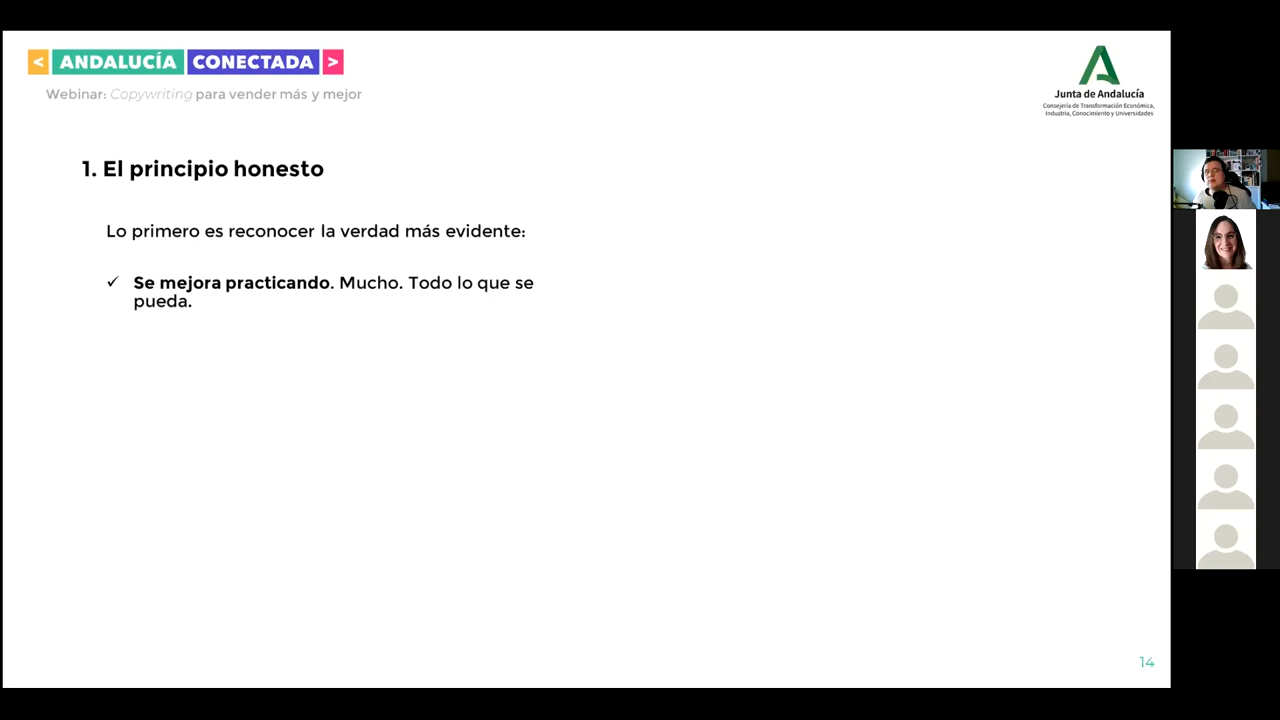 < ANDALUCÍA CONECTADA >
Webinar: Copywriting para vender más y mejor
Junta de Andalucía
Consejería de Transformación Económica,
Industria, Conocimiento y Universidades
1. El principio honesto
Lo primero es reconocer la verdad más evidente:
✓ Se mejora practicando. Mucho. Todo lo que se
pueda.
14